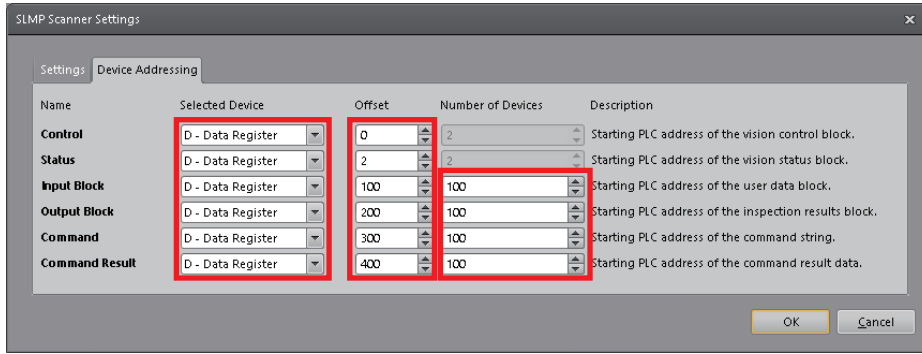 SLMP Scanner Settings x
Settings Device Addressing
Name Selected Device Offset Number of Devices Description
Control D - Data Register 0 2 Starting PLC address of the vision control block.
Status D - Data Register 2 2 Starting PLC address of the vision status block.
Input Block D - Data Register 100 100 Starting PLC address of the user data block.
Output Block D - Data Register 200 100 Starting PLC address of the inspection results block.
Command D - Data Register 300 100 Starting PLC address of the command string.
Command Result D - Data Register 400 100 Starting PLC address of the command result data.
OK Cancel